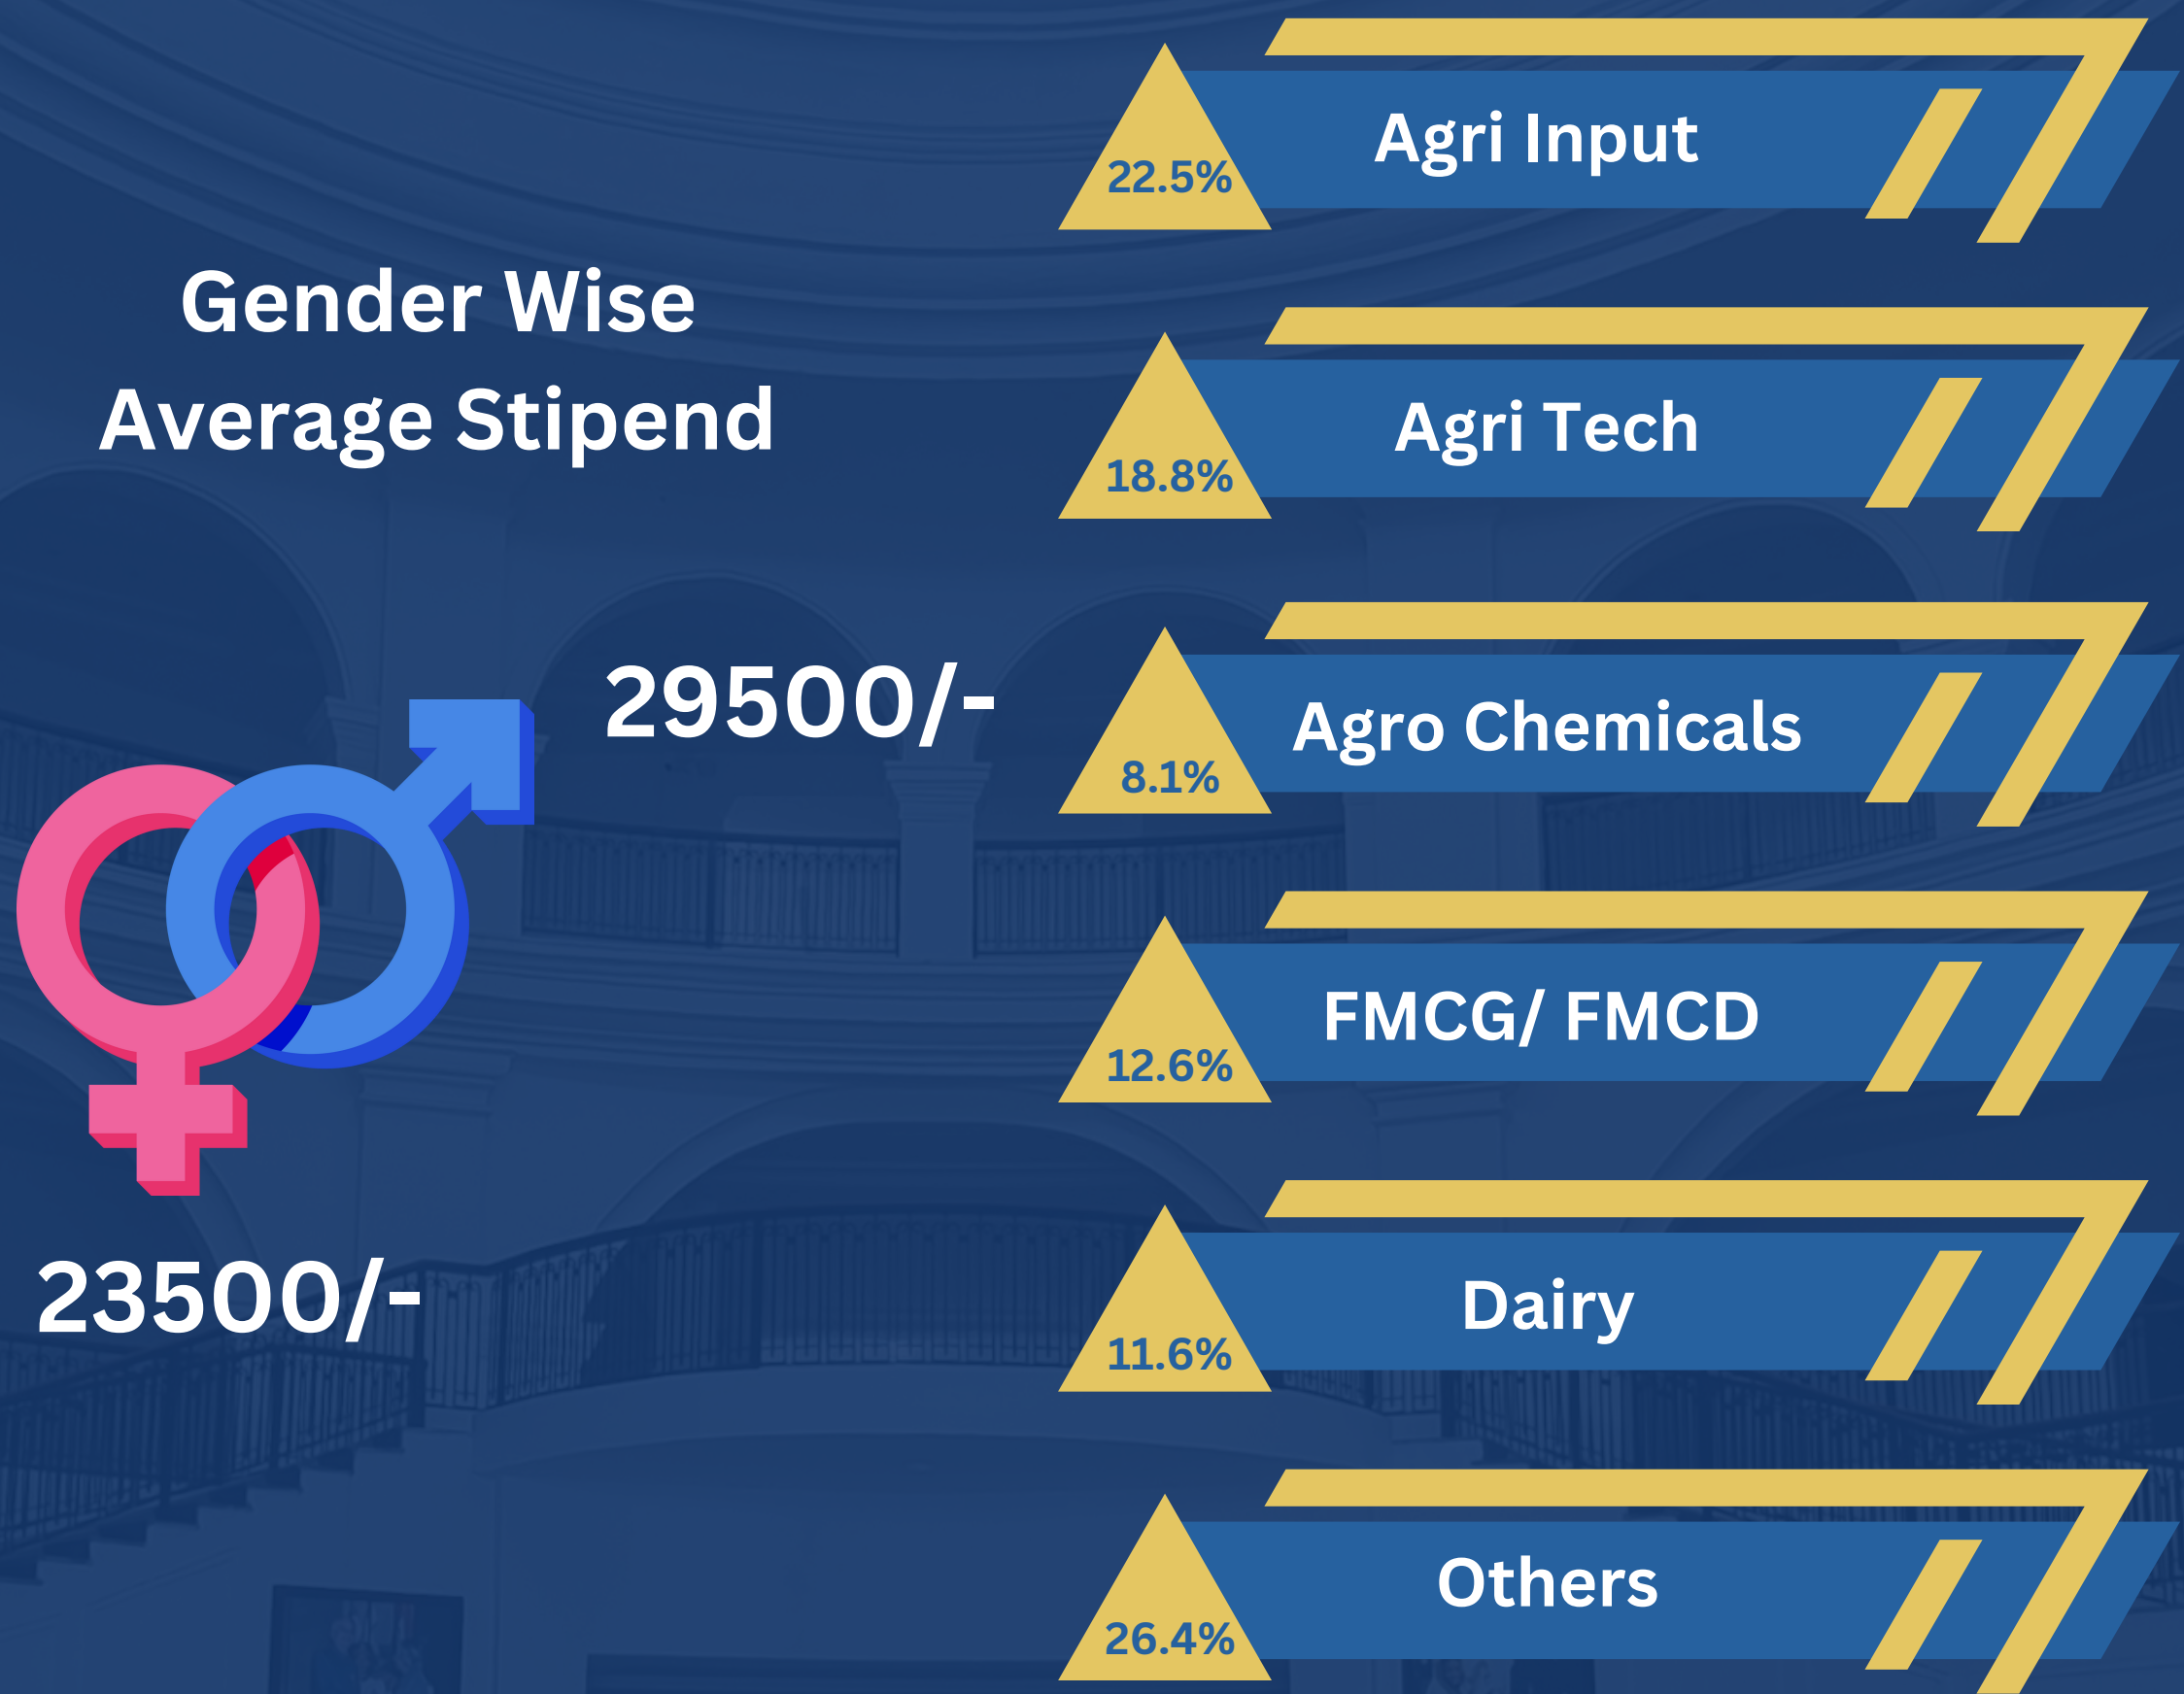 Gender Wise
Average Stipend
29500/-
23500/-
22.5%
Agri Input
18.8%
Agri Tech
8.1%
Agro Chemicals
12.6%
FMCG/ FMCD
11.6%
Dairy
26.4%
Others